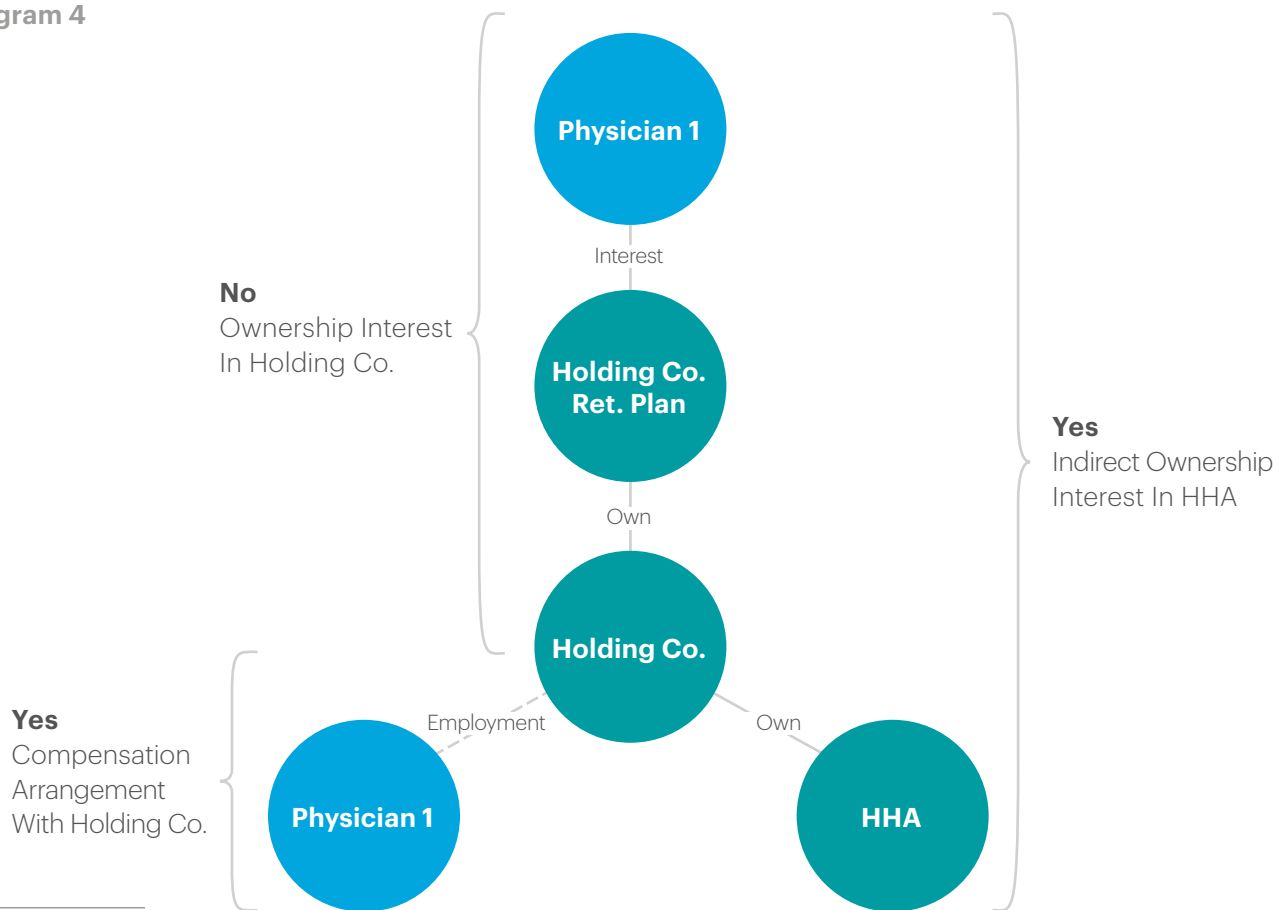 gram 4
Physician 1
Interest
No
Ownership Interest
In Holding Co.
Holding Co.
Ret. Plan
Yes
Indirect Ownership
Interest In HHA
Own
Holding Co.
Yes
Compensation
Arrangement
With Holding Co.
Employment
Own
Physician 1
HHA